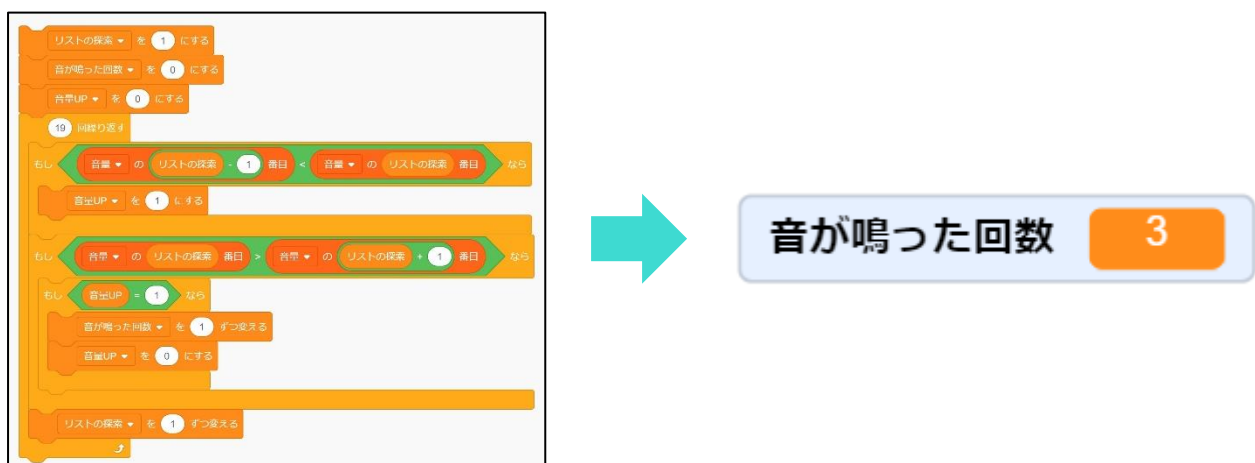 リストの探索 を 1 にする
音が鳴った回数 を 0 にする
音量UP を 0 にする
19 回繰り返す
もし 音量 の リストの探索 - 1 番目 < 音量 の リストの探索 番目 なら
音量UP を 1 にする
もし 音量 の リストの探索 番目 > 音量 の リストの探索 + 1 番目 なら
もし 音量UP = 1 なら
音が鳴った回数 を 1 ずつ変える
音量UP を 0 にする
リストの探索 を 1 ずつ変える
音が鳴った回数 3